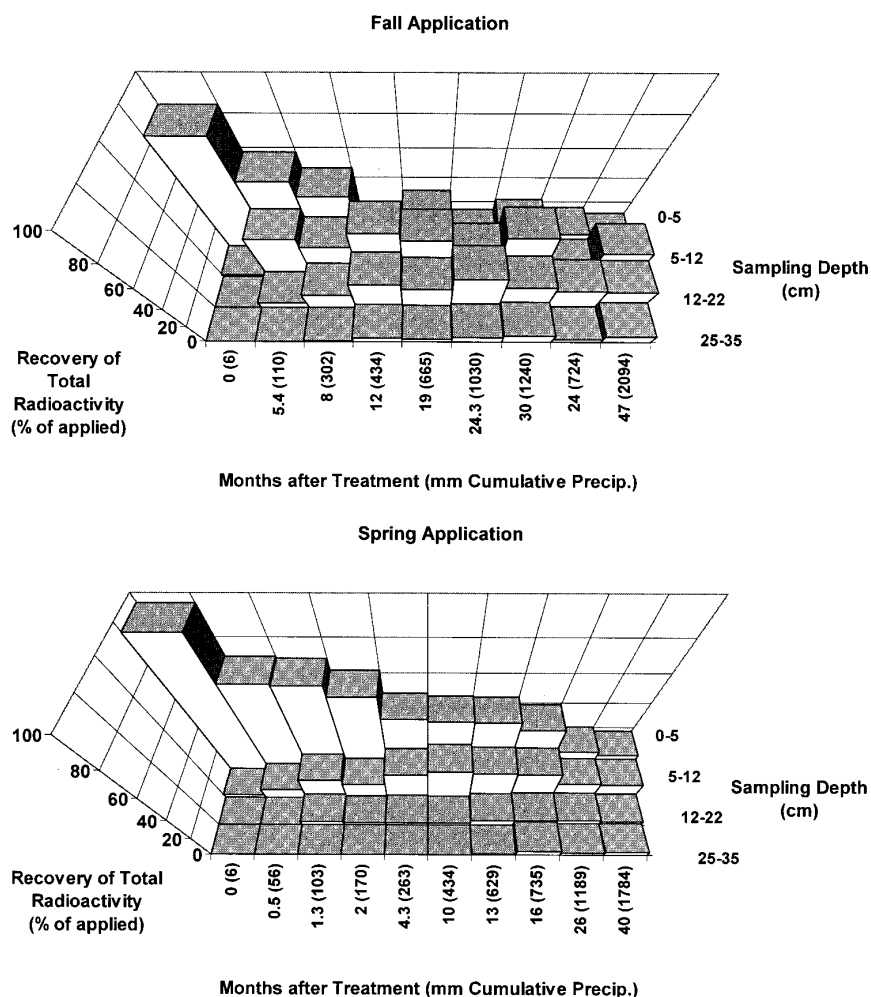 Fall Application
100
80
60
40
20
0
0-5
5-12
12-22
25-35
Sampling Depth
(cm)
Recovery of
Total
Radioactivity
(% of applied)
0 (6)
5.4 (110)
8 (302)
12 (434)
19 (665)
24.3 (1030)
30 (1240)
24 (724)
47 (2094)
Months after Treatment (mm Cumulative Precip.)
Spring Application
100
80
60
40
20
0
0-5
5-12
12-22
25-35
Sampling Depth
(cm)
Recovery of Total
Radioactivity
(% of applied)
0 (6)
0.5 (56)
1.3 (103)
2 (170)
4.3 (263)
10 (434)
13 (629)
16 (735)
26 (1189)
40 (1784)
Months after Treatment (mm Cumulative Precip.)